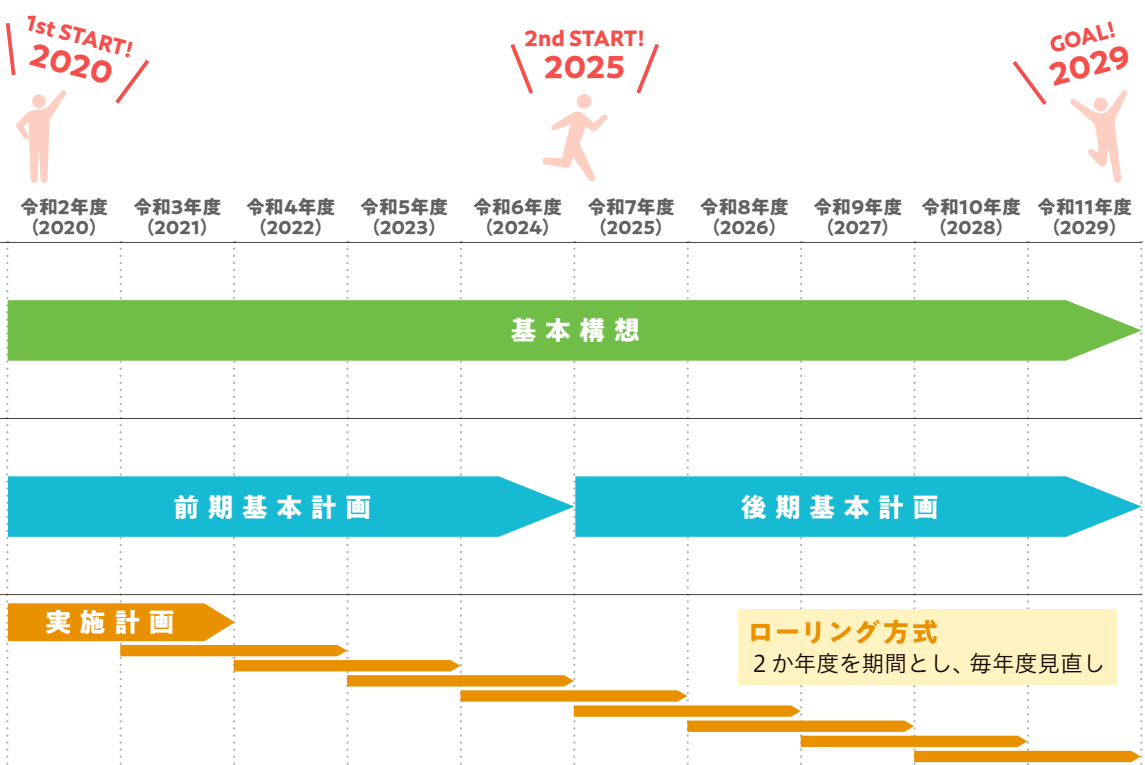 1st START!
2020
2nd START!
2025
GOAL!
2029
令和2年度
（2020）
令和3年度
（2021）
令和4年度
（2022）
令和5年度
（2023）
令和6年度
（2024）
令和7年度
（2025）
令和8年度
（2026）
令和9年度
（2027）
令和10年度
（2028）
令和11年度
（2029）
基本構想
前期基本計画
後期基本計画
実施計画
ローリング方式
2か年度を期間とし、毎年度見直し